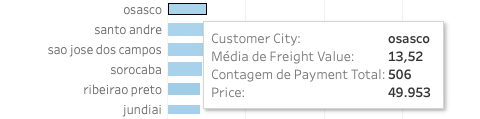 osasco
santo andre
sao jose dos campos
sorocaba
ribeirao preto
jundiai
Customer City: osasco
Média de Freight Value: 13,52
Contagem de Payment Total: 506
Price: 49.953